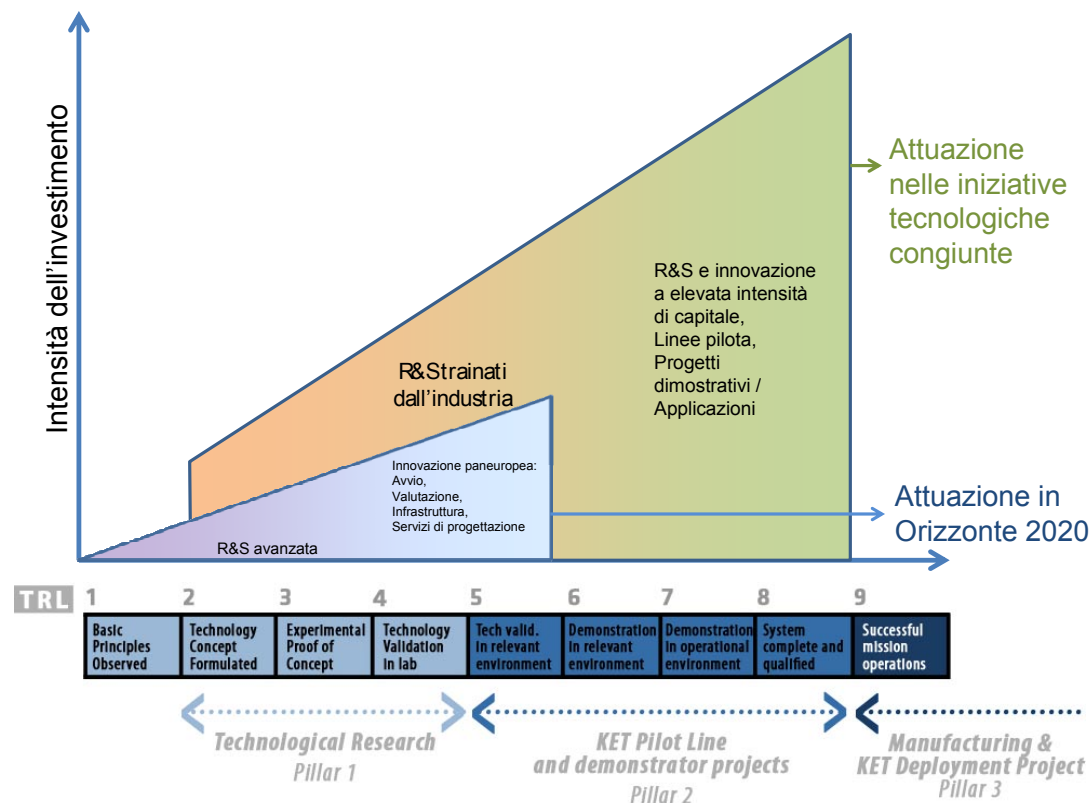 Intensità dell'investimento
Attuazione
nelle iniziative
tecnologiche
congiunte
R&S e innovazione
a elevata intensità
di capitale,
Linee pilota,
Progetti
dimostrativi /
Applicazioni
R&Strainati
dall'industria
Innovazione paneuropea:
Avvio,
Valutazione,
Infrastruttura,
Servizi di progettazione
R&S avanzata
Attuazione in
Orizzonte 2020
TRL 1 2 3 4 5 6 7 8 9
Basic
Principles
Observed
Technology
Concept
Formulated
Experimental
Proof of
Concept
Technology
Validation
in lab
Tech valid.
in relevant
environment
Demonstration
in relevant
environment
Demonstration
in operational
environment
System
complete and
qualified
Successful
mission
operations
Technological Research
Pillar 1
KET Pilot Line
and demonstrator projects
Pillar 2
Manufacturing &
KET Deployment Project
Pillar 3